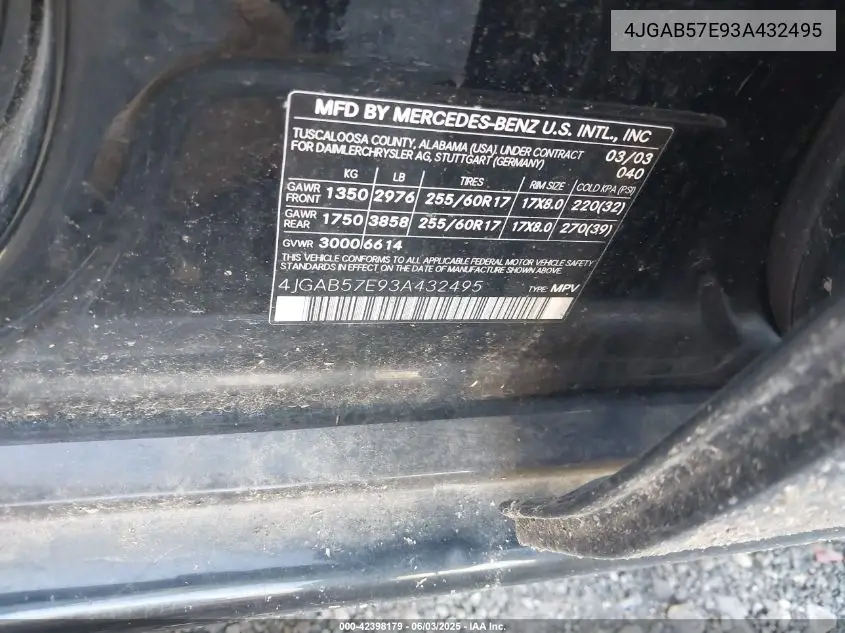 4JGAB57E93A432495
MFD BY MERCEDES-BENZ U.S. INTL., INC
TUSCALOOSA COUNTY, ALABAMA (USA). UNDER CONTRACT 03/03
FOR DAIMLERCHRYSLER AG, STUTTGART (GERMANY) 040
KG LB TIRES RIM SIZE COLD KPA (PSI)
GAWR FRONT 1350 2976 255/60R17 17X8.0 220(32)
GAWR REAR 1750 3858 255/60R17 17X8.0 270(39)
GVWR 3000 6614
THIS VEHICLE CONFORMS TO ALL APPLICABLE FEDERAL MOTOR VEHICLE SAFETY
STANDARDS IN EFFECT ON THE DATE OF MANUFACTURE SHOWN ABOVE.
4JGAB57E93A432495 TYPE: MPV
000-42398179 - 06/03/2025 - IAA Inc.